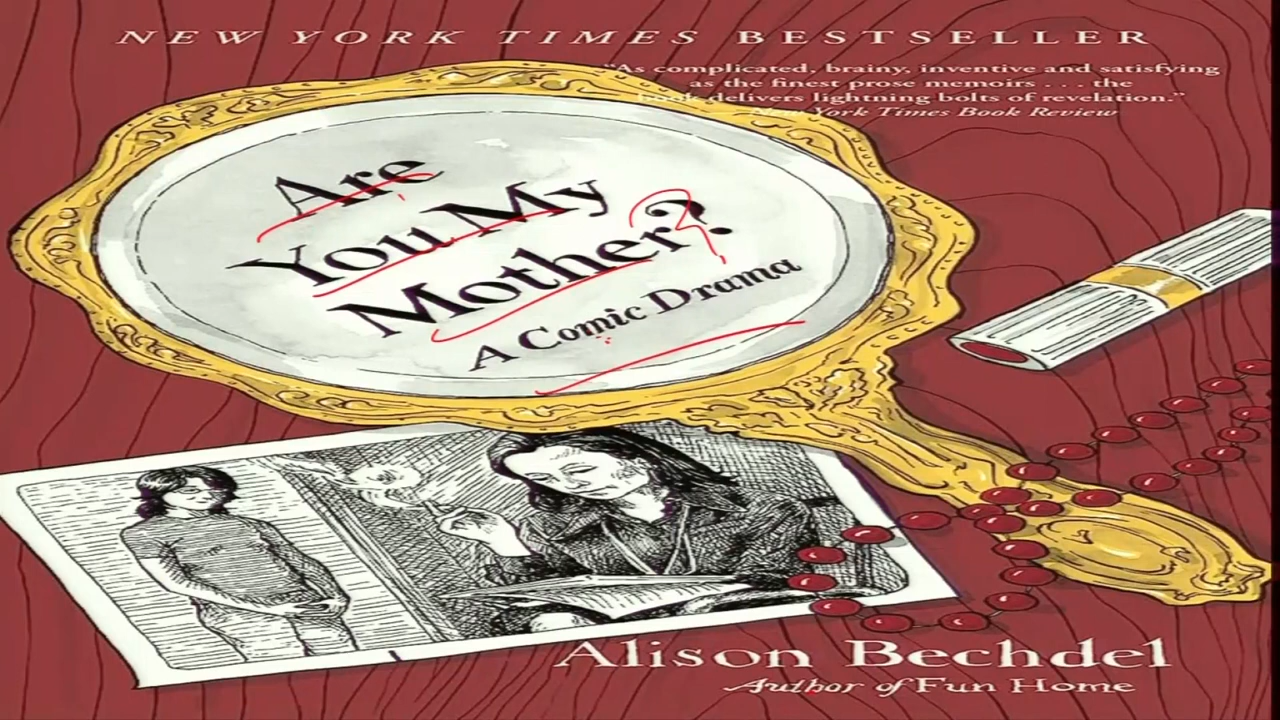 NEW YORK TIMES BESTSELLER
"As complicated, brainy, inventive and satisfying
as the finest prose memoirs . . . the
book delivers lightning bolts of revelation."
—New York Times Book Review
Are
You My
Mother?
A Comic Drama
Alison Bechdel
Author of Fun Home